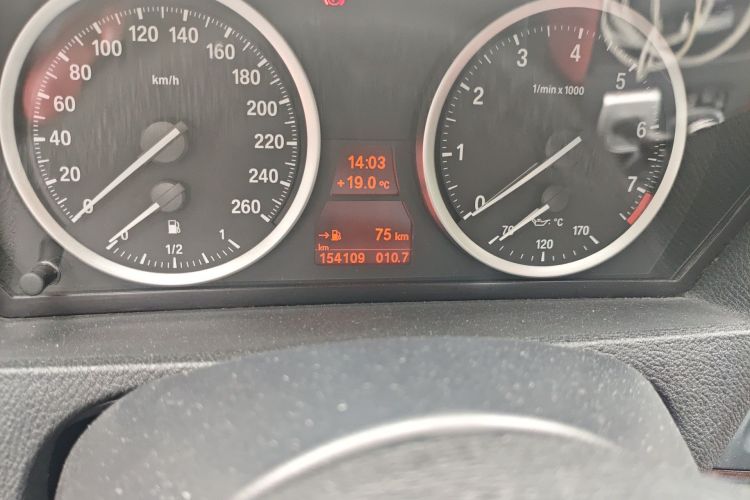 0 20 40 60 80 100 120 140 160 180 200 220 240 260
km/h
0 1/2 1
14:03
+19.0 °C
75 km
km
154109 010.7
0 1 2 3 4 5 6 7
1/min x 1000
70 120 170
°C